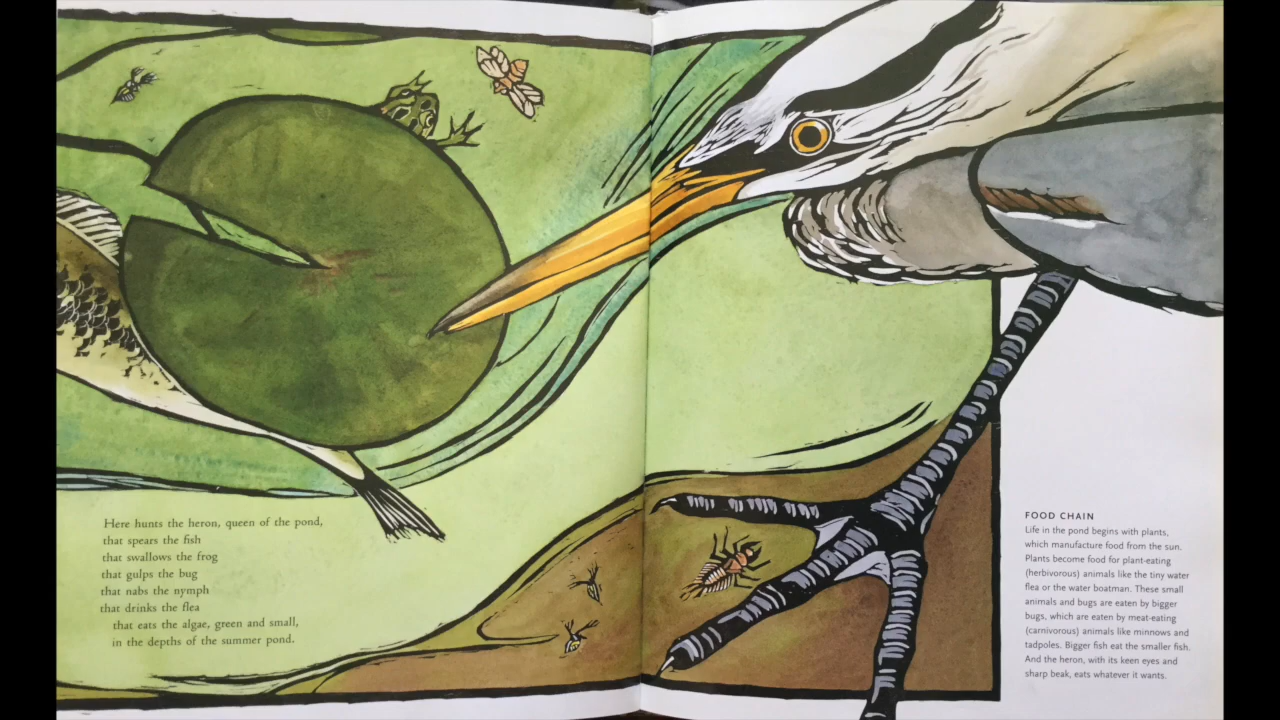 Here hunts the heron, queen of the pond,
that spears the fish
that swallows the frog
that gulps the bug
that nabs the nymph
that drinks the flea
that eats the algae, green and small,
in the depths of the summer pond.
FOOD CHAIN
Life in the pond begins with plants,
which manufacture food from the sun.
Plants become food for plant-eating
(herbivorous) animals like the tiny water
flea or the water boatman. These small
animals and bugs are eaten by bigger
bugs, which are eaten by meat-eating
(carnivorous) animals like minnows and
tadpoles. Bigger fish eat the smaller fish.
And the heron, with its keen eyes and
sharp beak, eats whatever it wants.